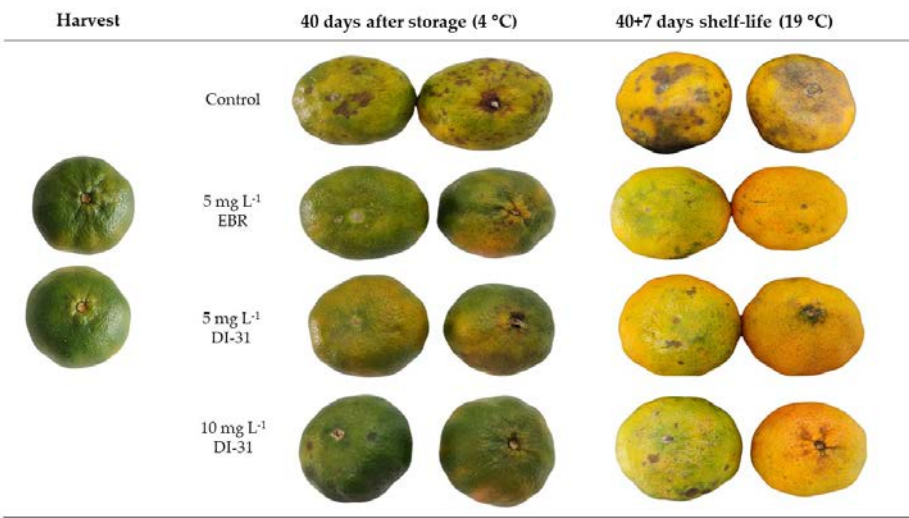 Harvest
40 days after storage (4 °C)
40+7 days shelf-life (19 °C)
Control
5 mg L-1
EBR
5 mg L-1
DI-31
10 mg L-1
DI-31